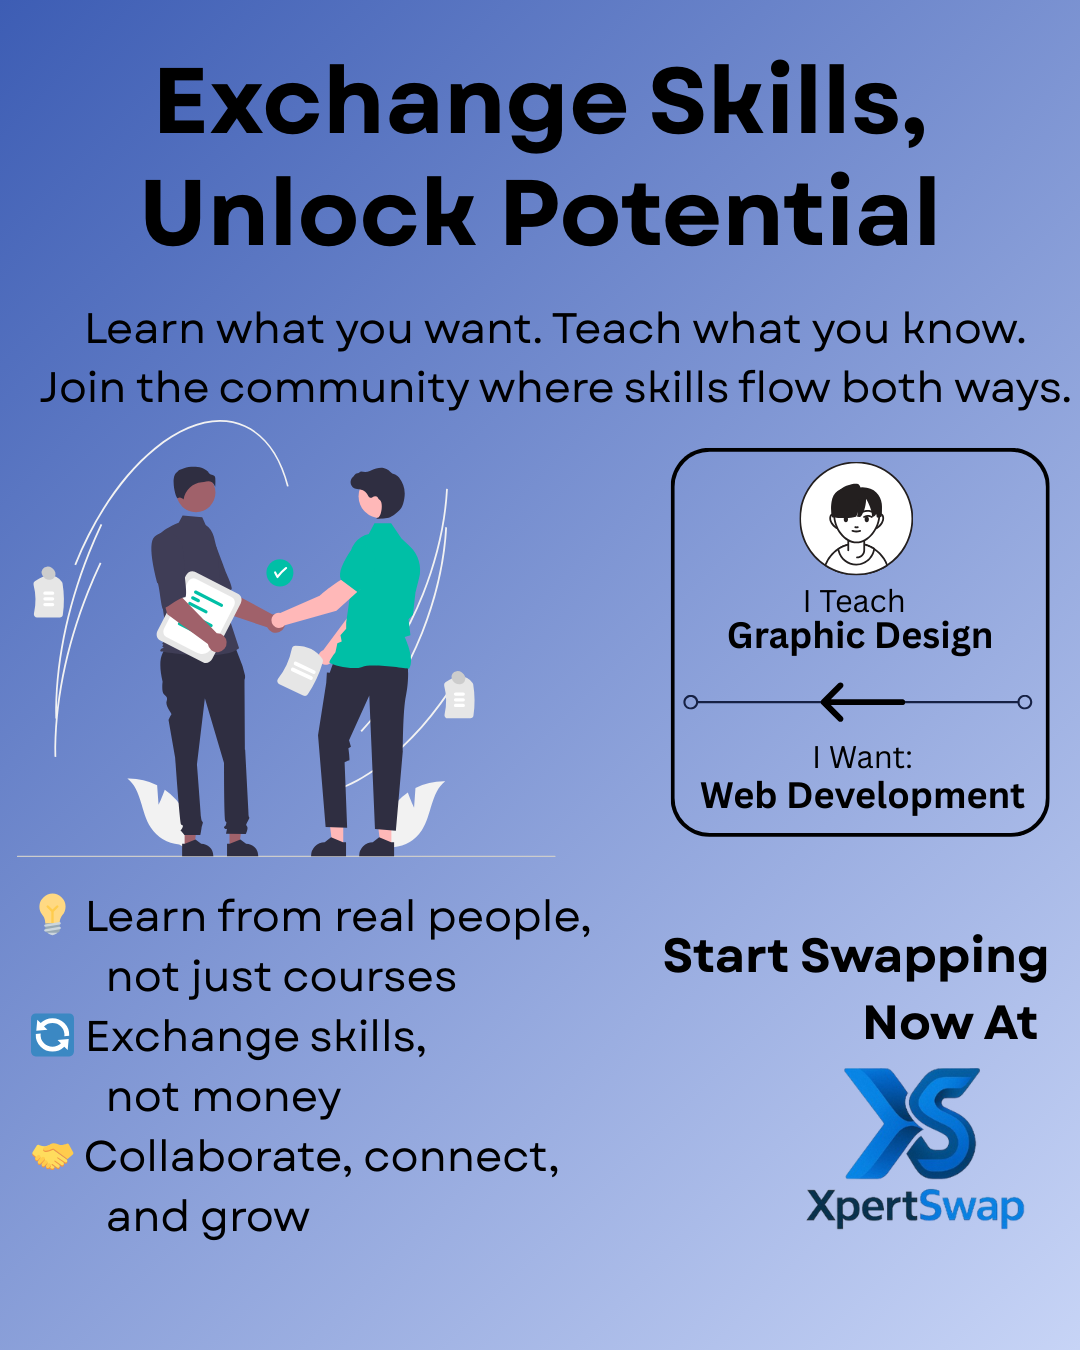 Exchange Skills,
Unlock Potential
Learn what you want. Teach what you know.
Join the community where skills flow both ways.
I Teach
Graphic Design
I Want:
Web Development
💡 Learn from real people,
not just courses
🔄 Exchange skills,
not money
🤝 Collaborate, connect,
and grow
Start Swapping
Now At
XS
XpertSwap